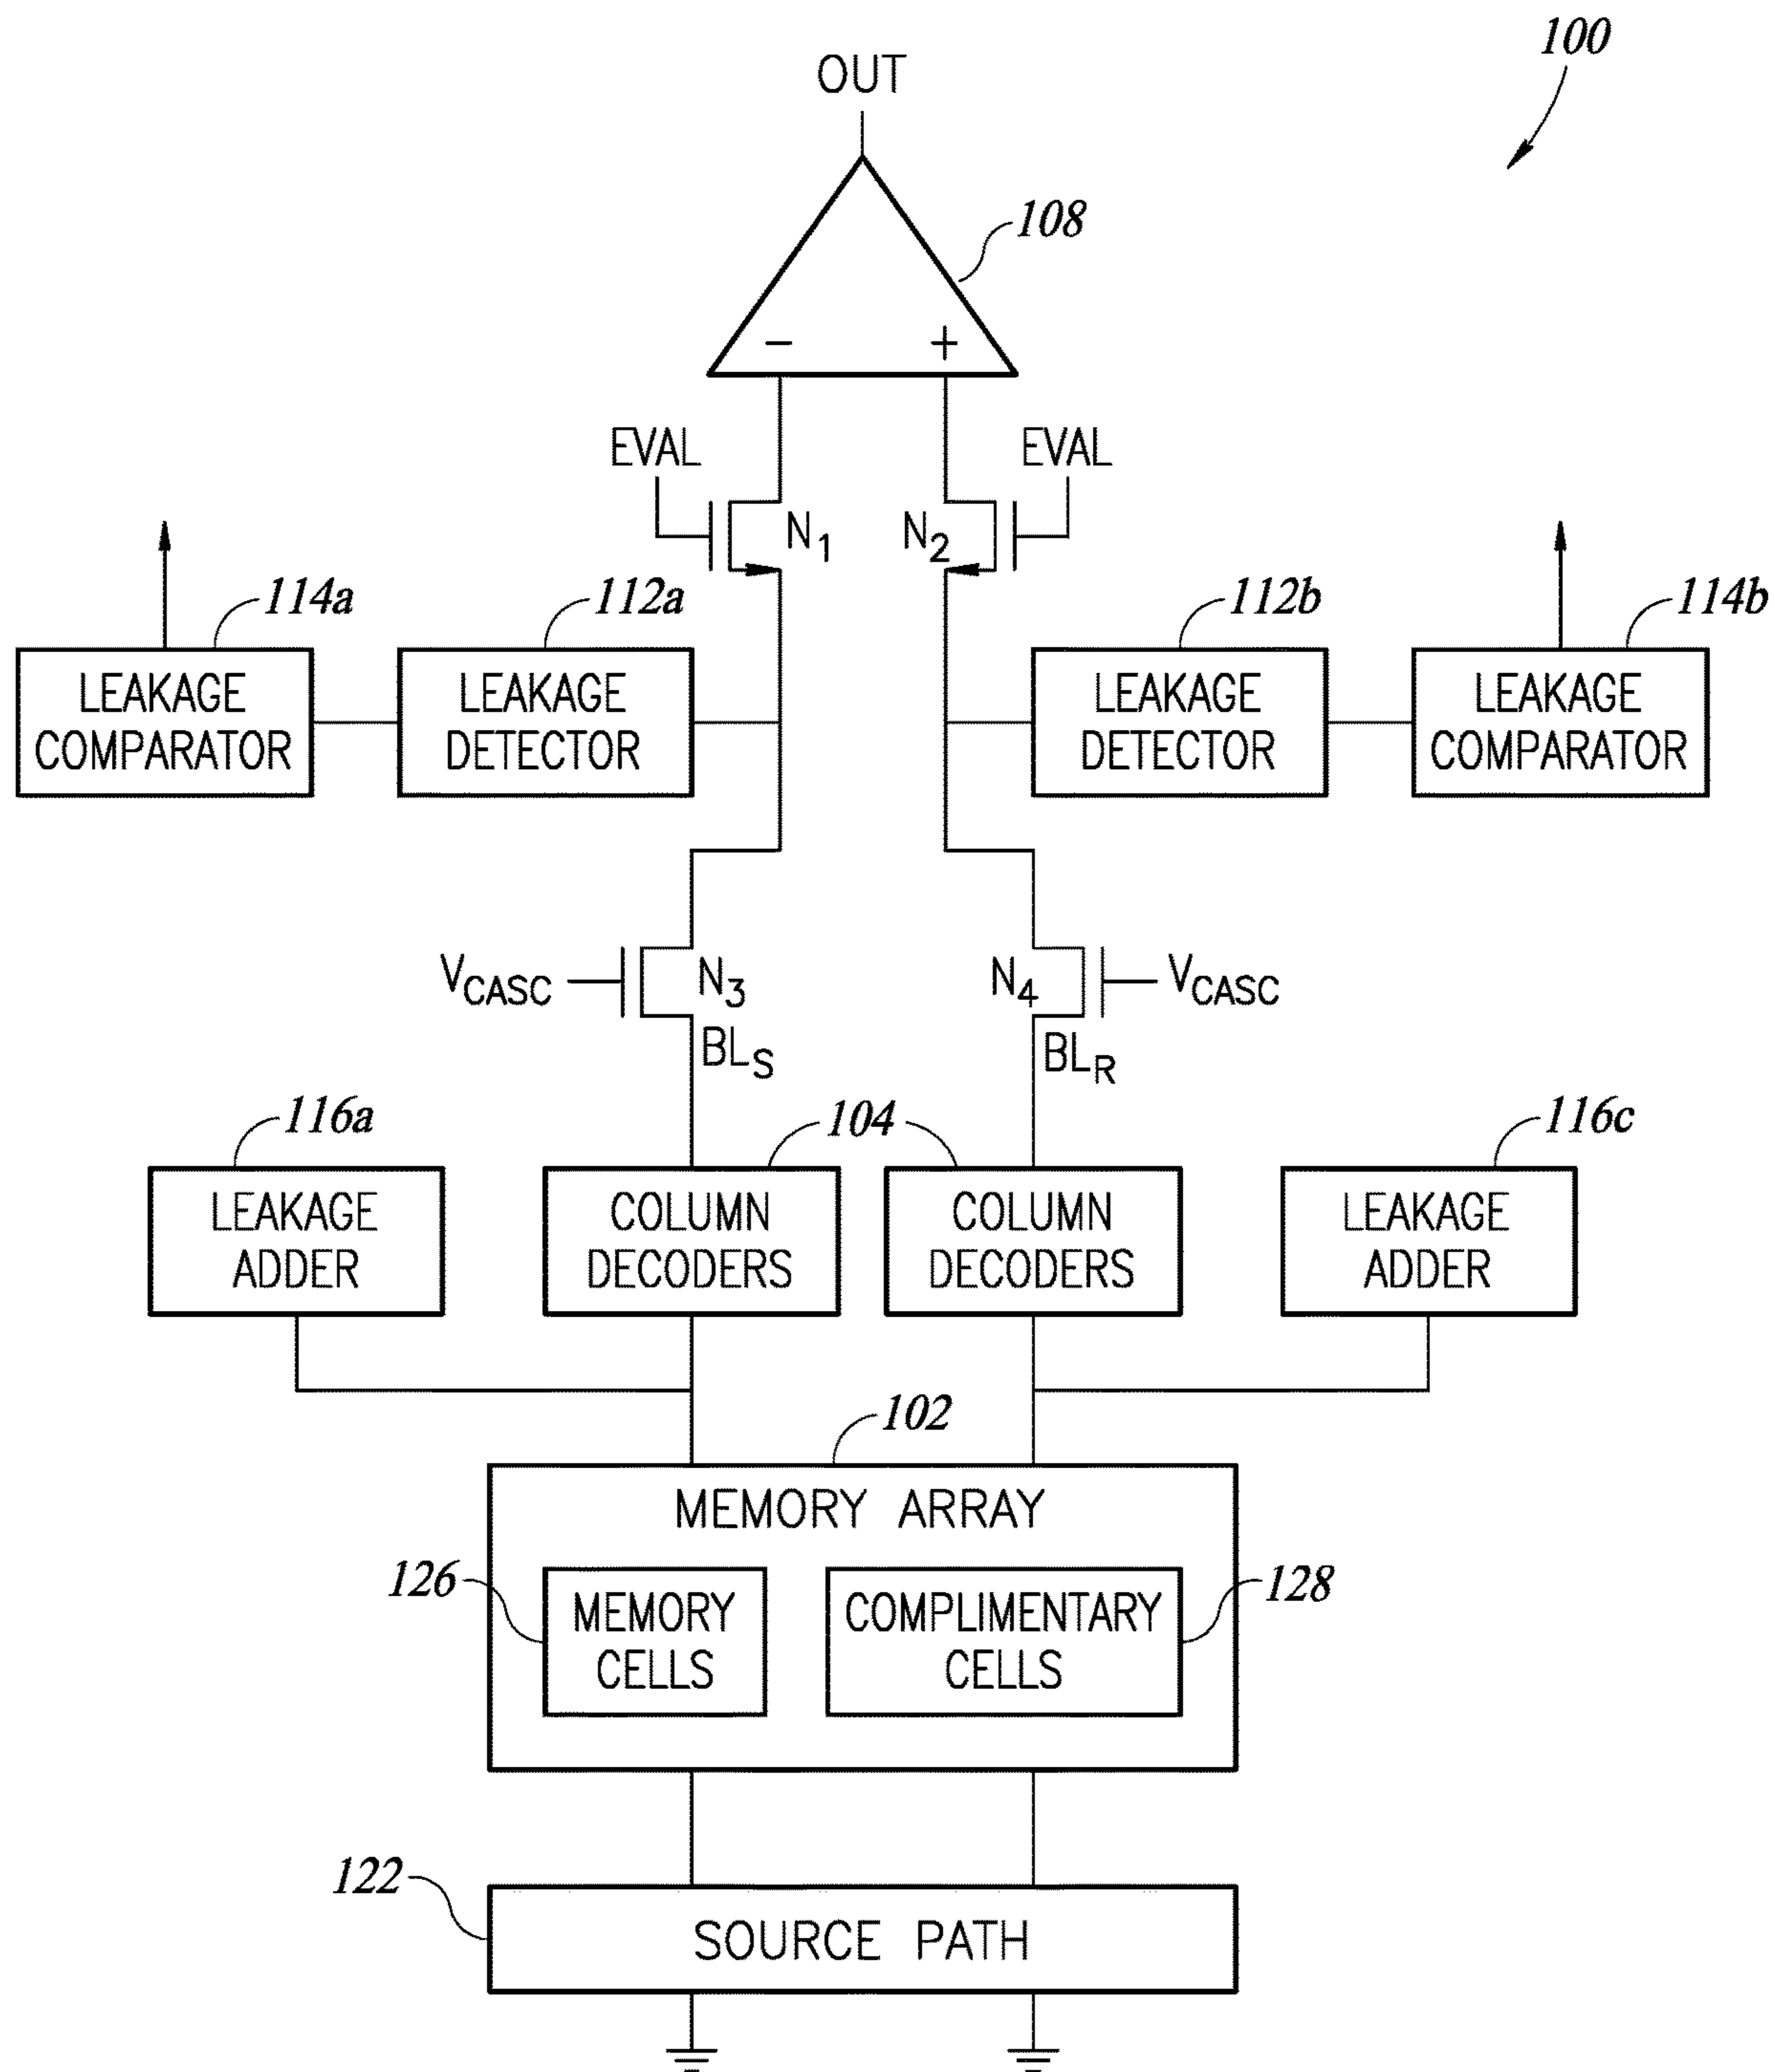 100
OUT
108
−
+
EVAL
EVAL
N1
N2
114a
112a
112b
114b
LEAKAGE
COMPARATOR
LEAKAGE
DETECTOR
LEAKAGE
DETECTOR
LEAKAGE
COMPARATOR
VCASC
N3
N4
VCASC
BLS
BLR
116a
104
116c
LEAKAGE
ADDER
COLUMN
DECODERS
COLUMN
DECODERS
LEAKAGE
ADDER
102
MEMORY ARRAY
126
MEMORY
CELLS
COMPLIMENTARY
CELLS
128
122
SOURCE PATH